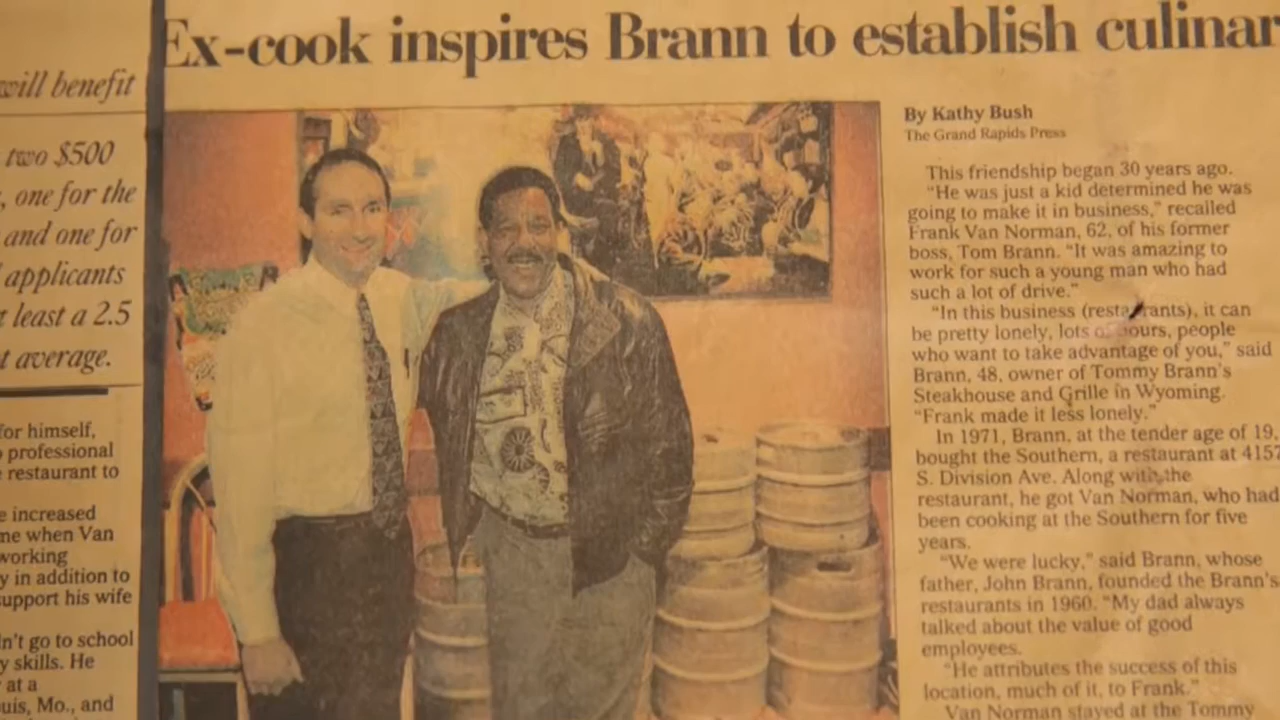 Ex-cook inspires Brann to establish culinar
will benefit
two $500
, one for the
and one for
applicants
least a 2.5
average.
for himself,
professional
restaurant to
increased
me when Van
working
y in addition to
support his wife
n't go to school
y skills. He
at a
uis, Mo., and
By Kathy Bush
The Grand Rapids Press
This friendship began 30 years ago.
"He was just a kid determined he was
going to make it in business," recalled
Frank Van Norman, 62, of his former
boss, Tom Brann. "It was amazing to
work for such a young man who had
such a lot of drive."
"In this business (restaurants), it can
be pretty lonely, lots of hours, people
who want to take advantage of you," said
Brann, 48, owner of Tommy Brann's
Steakhouse and Grille in Wyoming.
"Frank made it less lonely."
In 1971, Brann, at the tender age of 19,
bought the Southern, a restaurant at 4157
S. Division Ave. Along with the
restaurant, he got Van Norman, who had
been cooking at the Southern for five
years.
"We were lucky," said Brann, whose
father, John Brann, founded the Brann's
restaurants in 1960. "My dad always
talked about the value of good
employees.
"He attributes the success of this
location, much of it, to Frank."
Van Norman stayed at the Tommy